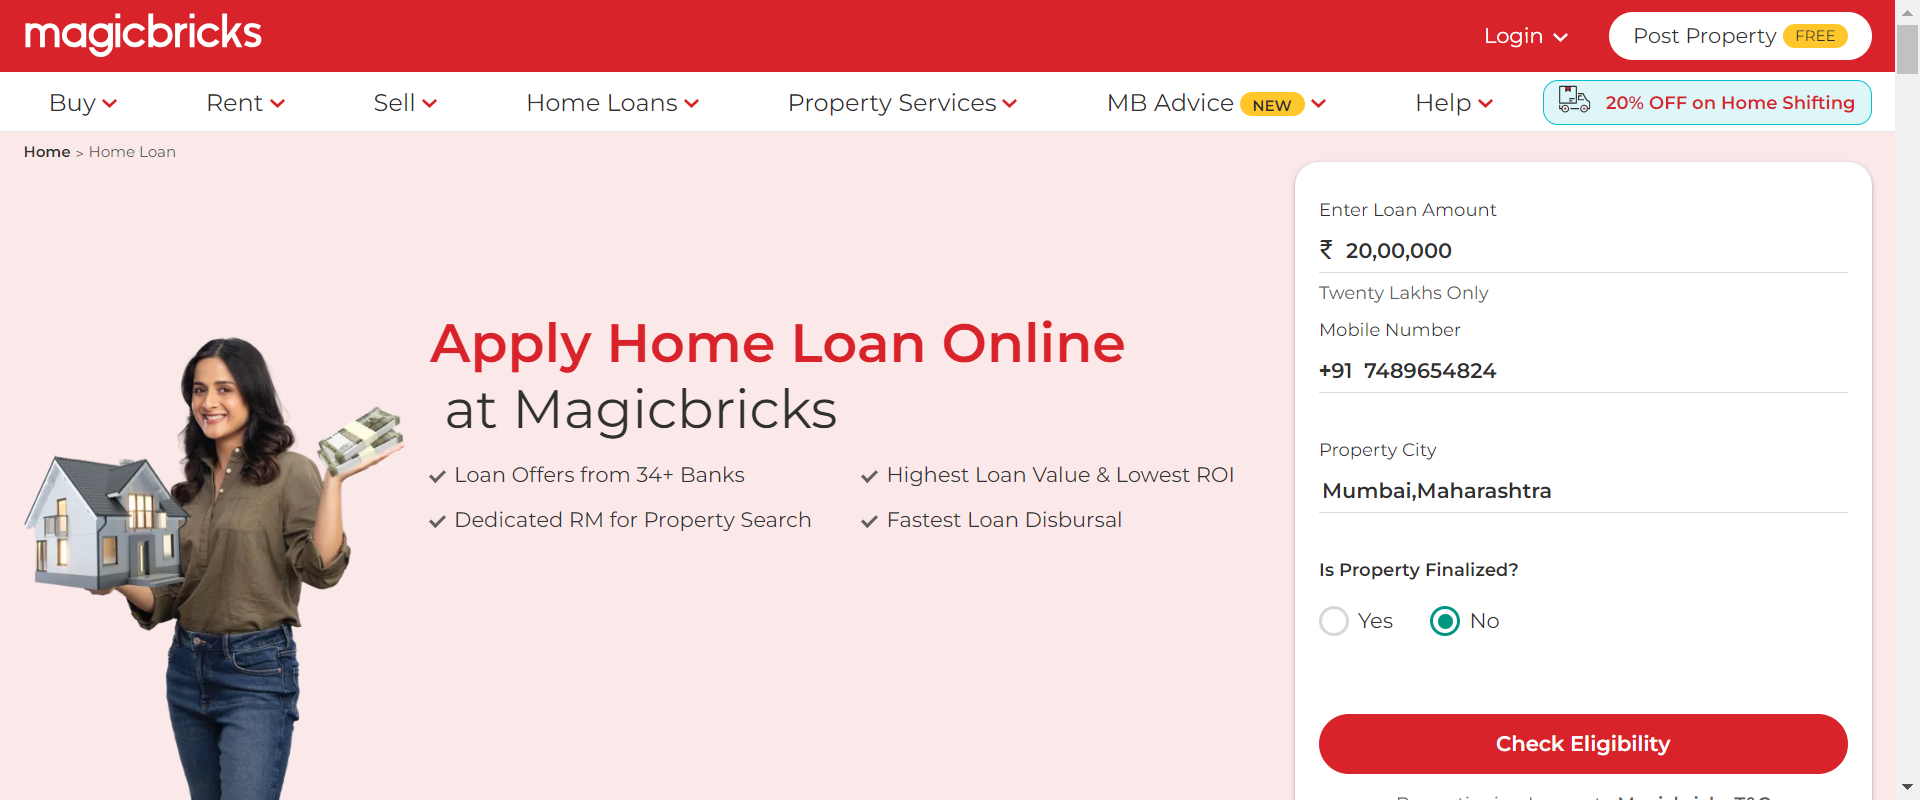 magicbricks
Login
Post Property FREE
Buy
Rent
Sell
Home Loans
Property Services
MB Advice NEW
Help
20% OFF on Home Shifting
Home > Home Loan
Apply Home Loan Online
at Magicbricks
Loan Offers from 34+ Banks
Highest Loan Value & Lowest ROI
Dedicated RM for Property Search
Fastest Loan Disbursal
Enter Loan Amount
₹ 20,00,000
Twenty Lakhs Only
Mobile Number
+91 7489654824
Property City
Mumbai,Maharashtra
Is Property Finalized?
Yes
No
Check Eligibility